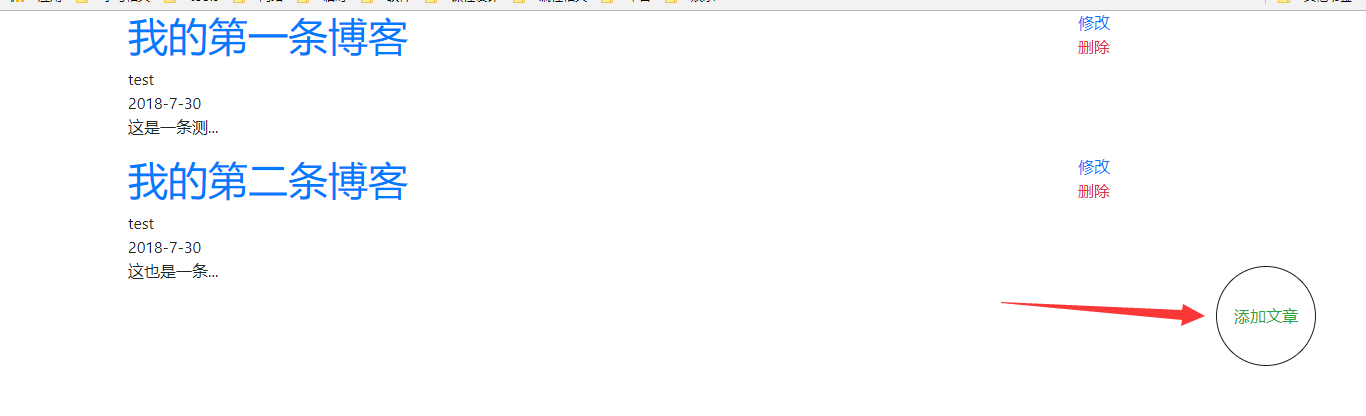 我的第一条博客
修改
删除
test
2018-7-30
这是一条测...
我的第二条博客
修改
删除
test
2018-7-30
这也是一条...
添加文章